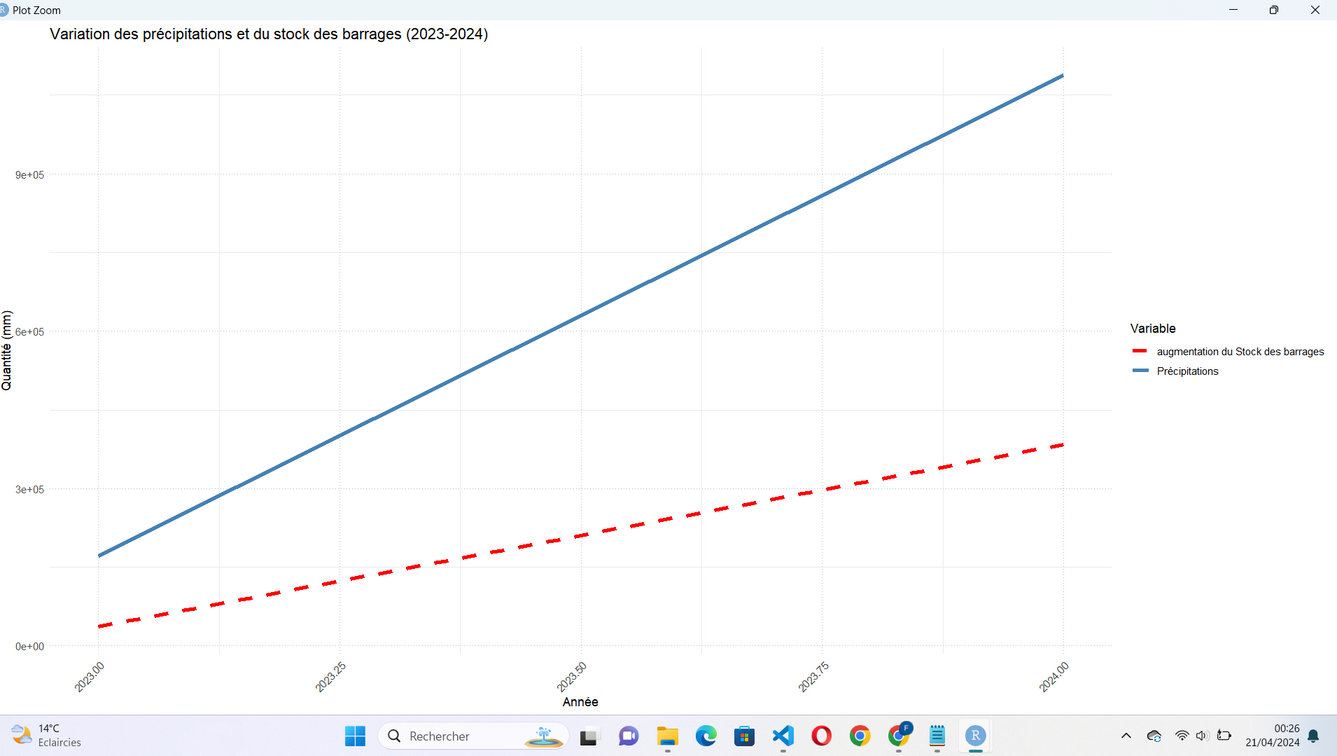 Plot Zoom
Variation des précipitations et du stock des barrages (2023-2024)
9e+05
6e+05
3e+05
0e+00
Quantité (mm)
2023.00
2023.25
2023.50
2023.75
2024.00
Année
Variable
augmentation du Stock des barrages
Précipitations
14°C
Eclaircies
Rechercher
F
R
00:26
21/04/2024